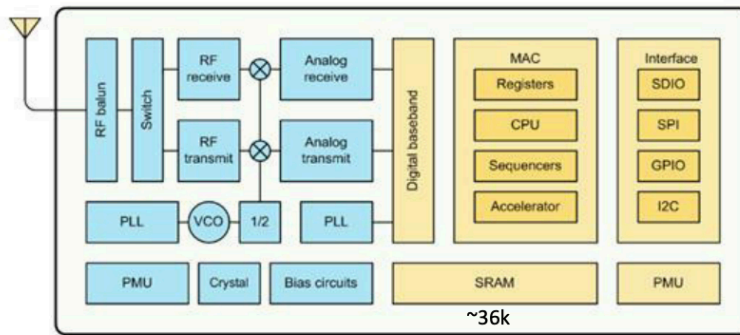 RF balun
Switch
RF
receive
Analog
receive
RF
transmit
Analog
transmit
Digital baseband
PLL
VCO
1/2
PLL
PMU
Crystal
Bias circuits
MAC
Registers
CPU
Sequencers
Accelerator
Interface
SDIO
SPI
GPIO
I2C
SRAM
PMU
~36k